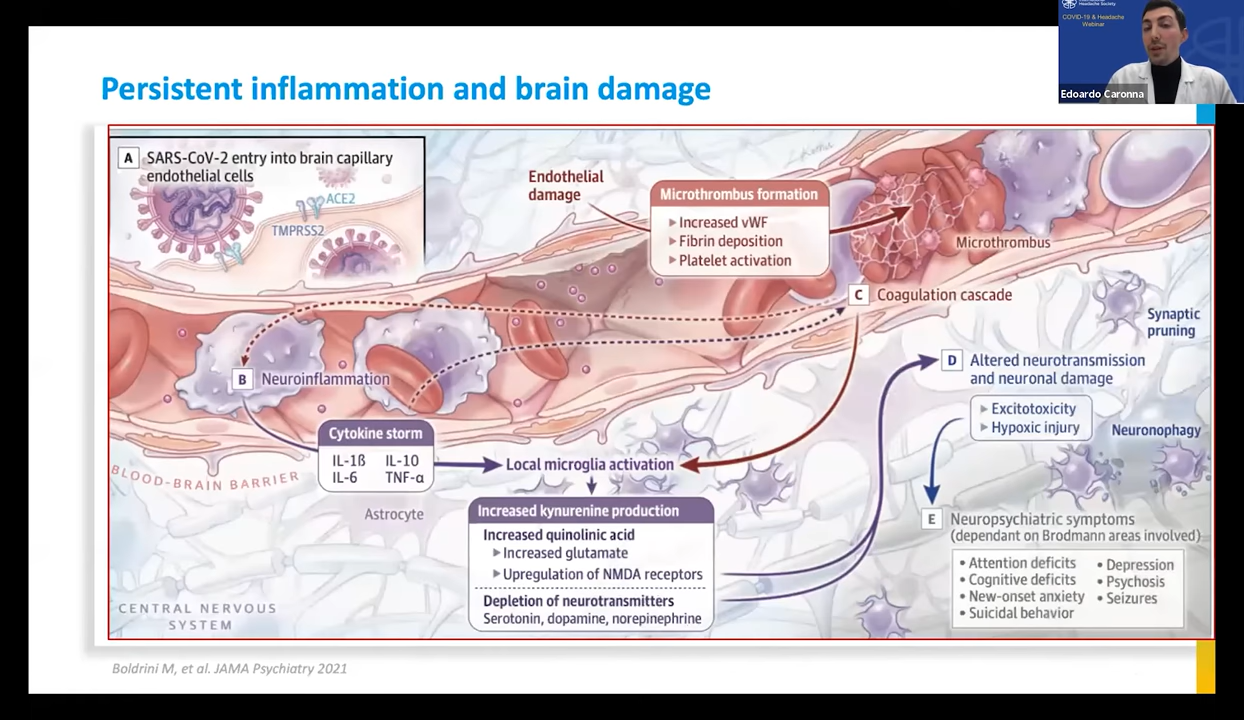 Headache Society
COVID-19 & Headache
Webinar
Edoardo Caronna
Persistent inflammation and brain damage
A
SARS-CoV-2 entry into brain capillary
endothelial cells
ACE2
TMPRSS2
Endothelial
damage
Microthrombus formation
▸ Increased vWF
▸ Fibrin deposition
▸ Platelet activation
Microthrombus
C Coagulation cascade
Synaptic
pruning
B Neuroinflammation
D Altered neurotransmission
and neuronal damage
▸ Excitotoxicity
▸ Hypoxic injury
Neuronophagy
Cytokine storm
IL-1ß IL-10
IL-6 TNF-α
Local microglia activation
BLOOD-BRAIN BARRIER
Astrocyte
Increased kynurenine production
Increased quinolinic acid
▸ Increased glutamate
▸ Upregulation of NMDA receptors
Depletion of neurotransmitters
Serotonin, dopamine, norepinephrine
E Neuropsychiatric symptoms
(dependant on Brodmann areas involved)
• Attention deficits
• Cognitive deficits
• New-onset anxiety
• Suicidal behavior
• Depression
• Psychosis
• Seizures
CENTRAL NERVOUS
SYSTEM
Boldrini M, et al. JAMA Psychiatry 2021